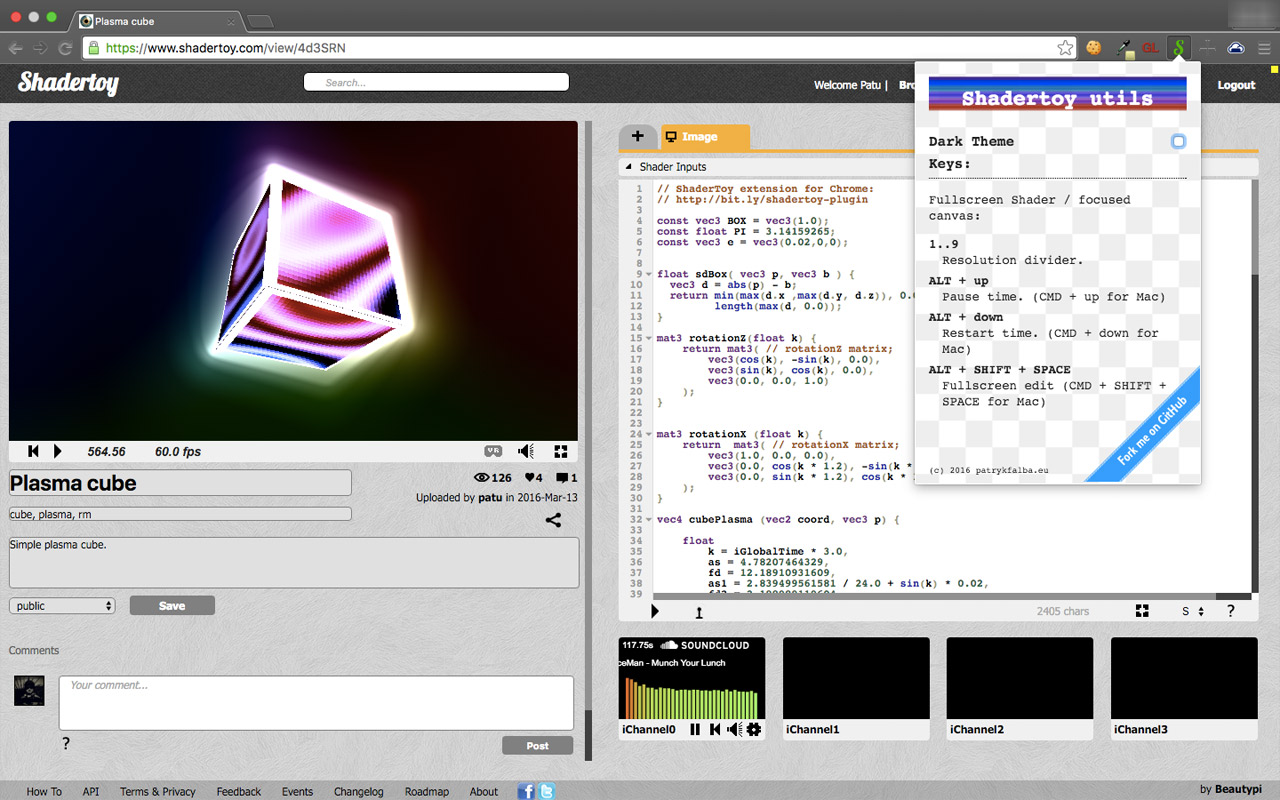 Plasma cube
https://www.shadertoy.com/view/4d3SRN
GL
S
Shadertoy
Search...
Welcome Patu |
Logout
Shadertoy utils
Dark Theme
Keys:
Fullscreen Shader / focused
canvas:
1..9
Resolution divider.
ALT + up
Pause time. (CMD + up for Mac)
ALT + down
Restart time. (CMD + down for
Mac)
ALT + SHIFT + SPACE
Fullscreen edit (CMD + SHIFT +
SPACE for Mac)
Fork me on GitHub
(c) 2016 patrykfalba.eu
564.56 60.0 fps
VR
Plasma cube
126 4 1
Uploaded by patu in 2016-Mar-13
cube, plasma, rm
Simple plasma cube.
public
Save
Comments
Your comment...
?
Post
+
Image
Shader Inputs
1 // ShaderToy extension for Chrome:
2 // http://bit.ly/shadertoy-plugin
3
4 const vec3 BOX = vec3(1.0);
5 const float PI = 3.14159265;
6 const vec3 e = vec3(0.02,0,0);
7
8
9 float sdBox( vec3 p, vec3 b ) {
10 vec3 d = abs(p) - b;
11 return min(max(d.x ,max(d.y, d.z)), 0.0
12 length(max(d, 0.0));
13 }
14
15 mat3 rotationZ(float k) {
16 return mat3( // rotationZ matrix;
17 vec3(cos(k), -sin(k), 0.0),
18 vec3(sin(k), cos(k), 0.0),
19 vec3(0.0, 0.0, 1.0)
20 );
21 }
22
23
24 mat3 rotationX (float k) {
25 return mat3( // rotationX matrix;
26 vec3(1.0, 0.0, 0.0),
27 vec3(0.0, cos(k * 1.2), -sin(k *
28 vec3(0.0, sin(k * 1.2), cos(k *
29 );
30 }
31
32 vec4 cubePlasma (vec2 coord, vec3 p) {
33
34 float
35 k = iGlobalTime * 3.0,
36 as = 4.78207464329,
37 fd = 12.18910931609,
38 as1 = 2.839499561581 / 24.0 + sin(k) * 0.02,
39
2405 chars
S
?
117.75s SOUNDCLOUD
ceMan - Munch Your Lunch
iChannel0
iChannel1
iChannel2
iChannel3
How To API Terms & Privacy Feedback Events Changelog Roadmap About
by Beautypi